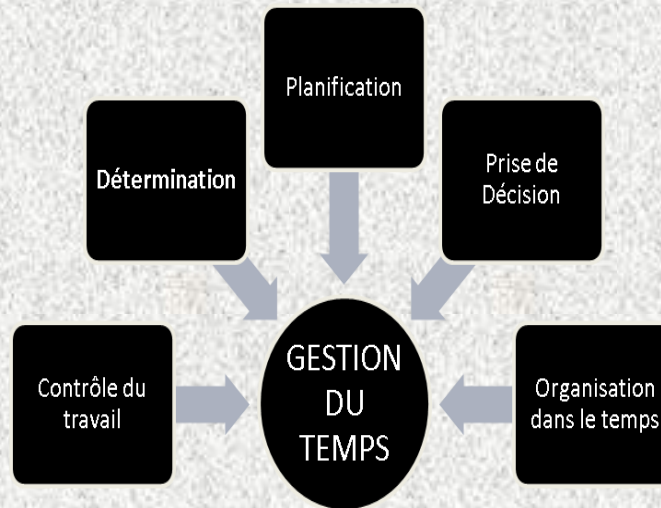 Planification
Détermination
Prise de
Décision
Contrôle du
travail
GESTION
DU
TEMPS
Organisation
dans le temps